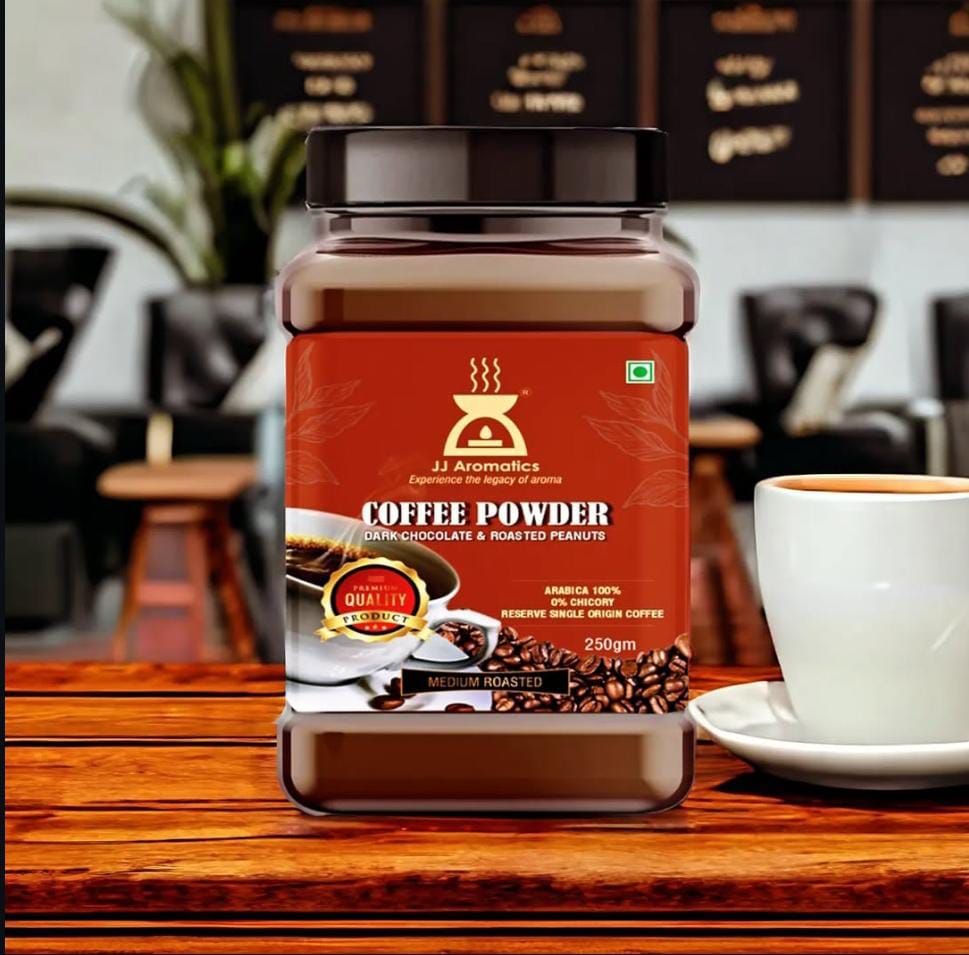 ®
JJ Aromatics
Experience the legacy of aroma
COFFEE POWDER
DARK CHOCOLATE & ROASTED PEANUTS
PREMIUM
QUALITY
PRODUCT
ARABICA 100%
0% CHICORY
RESERVE SINGLE ORIGIN COFFEE
250gm
MEDIUM ROASTED